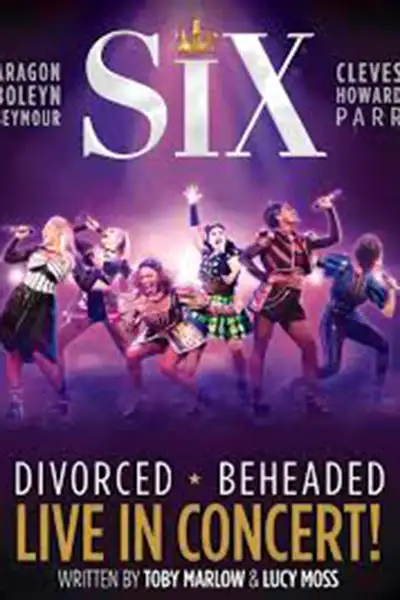 SIX
ARAGON
BOLEYN
SEYMOUR
CLEVES
HOWARD
PARR
DIVORCED ★ BEHEADED
LIVE IN CONCERT!
WRITTEN BY TOBY MARLOW & LUCY MOSS